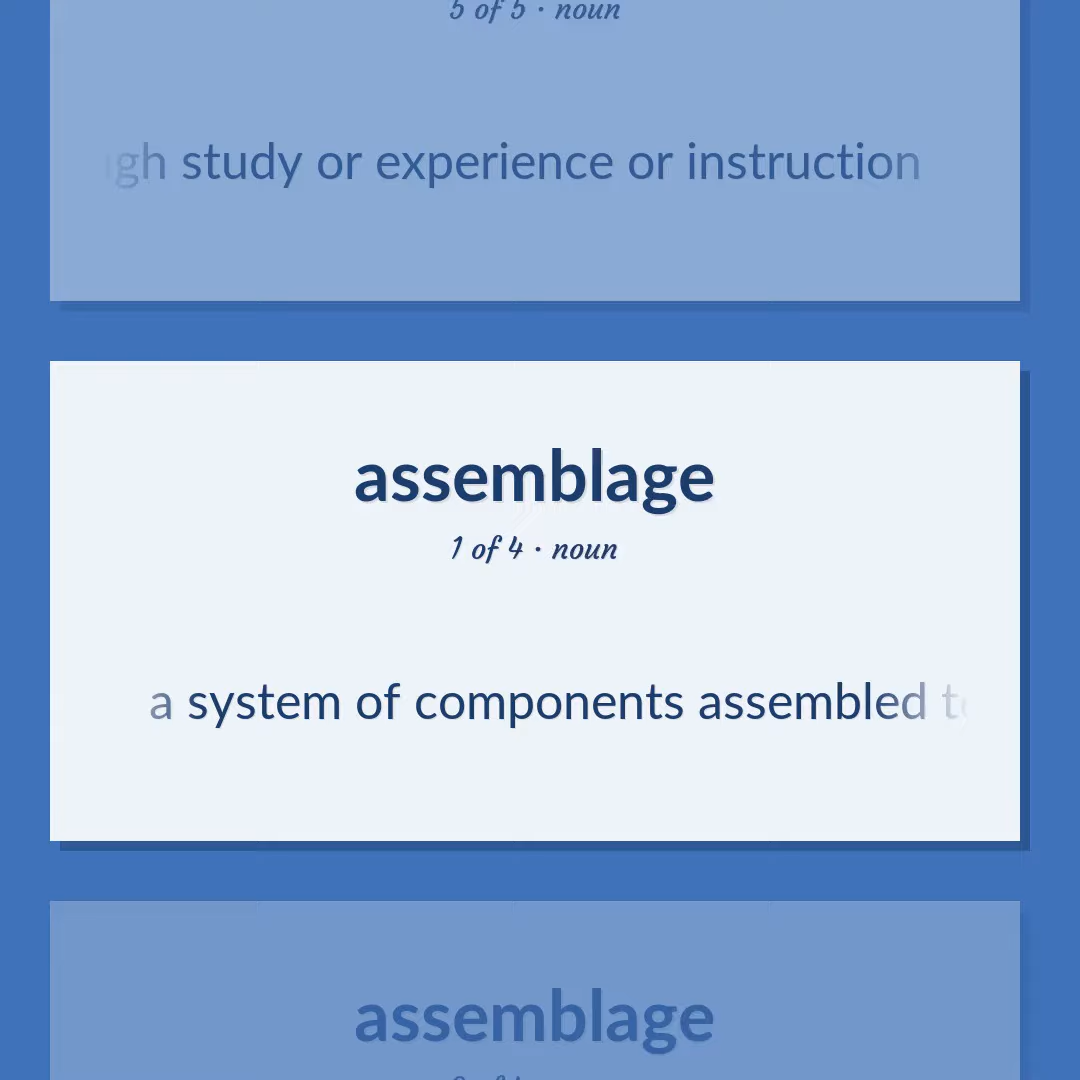 5 of 5 · noun
study or experience or instruction
assemblage
1 of 4 · noun
a system of components assembled
assemblage